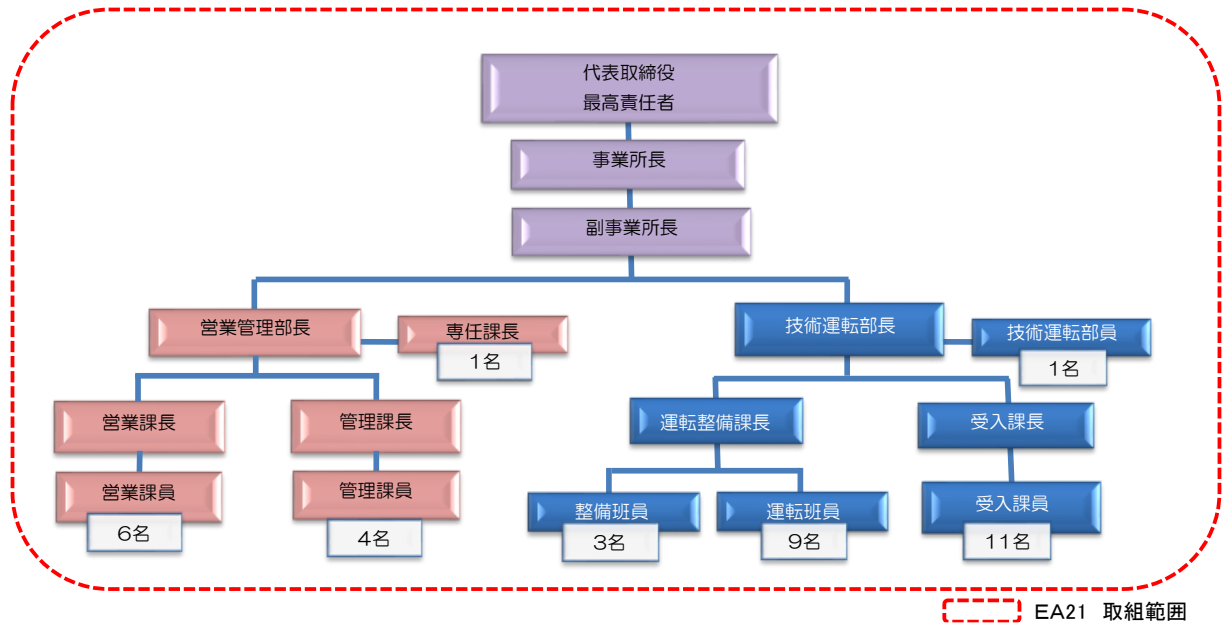 代表取締役
最高責任者
事業所長
副事業所長
営業管理部長
専任課長
1名
技術運転部長
技術運転部員
1名
営業課長
管理課長
運転整備課長
受入課長
営業課員
6名
管理課員
4名
整備班員
3名
運転班員
9名
受入課員
11名
EA21 取組範囲